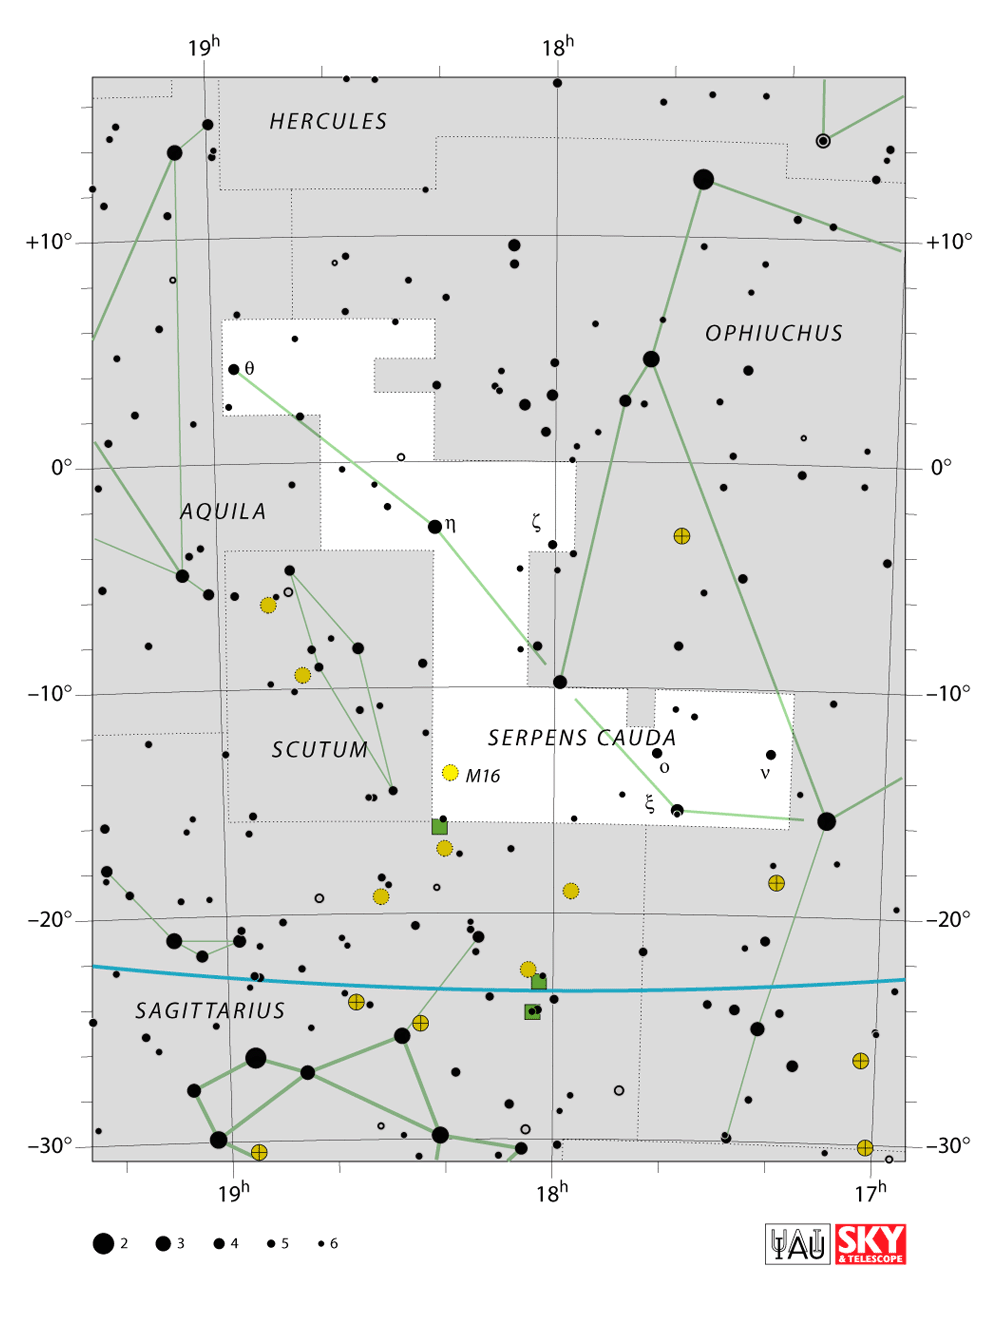 19h 18h
HERCULES
+10° +10°
OPHIUCHUS
θ
0° 0°
AQUILA
η ζ
−10° −10°
SCUTUM SERPENS CAUDA
ο ν
M16
ξ
−20° −20°
SAGITTARIUS
−30° −30°
19h 18h 17h
2 3 4 5 6
IAU
SKY
& TELESCOPE